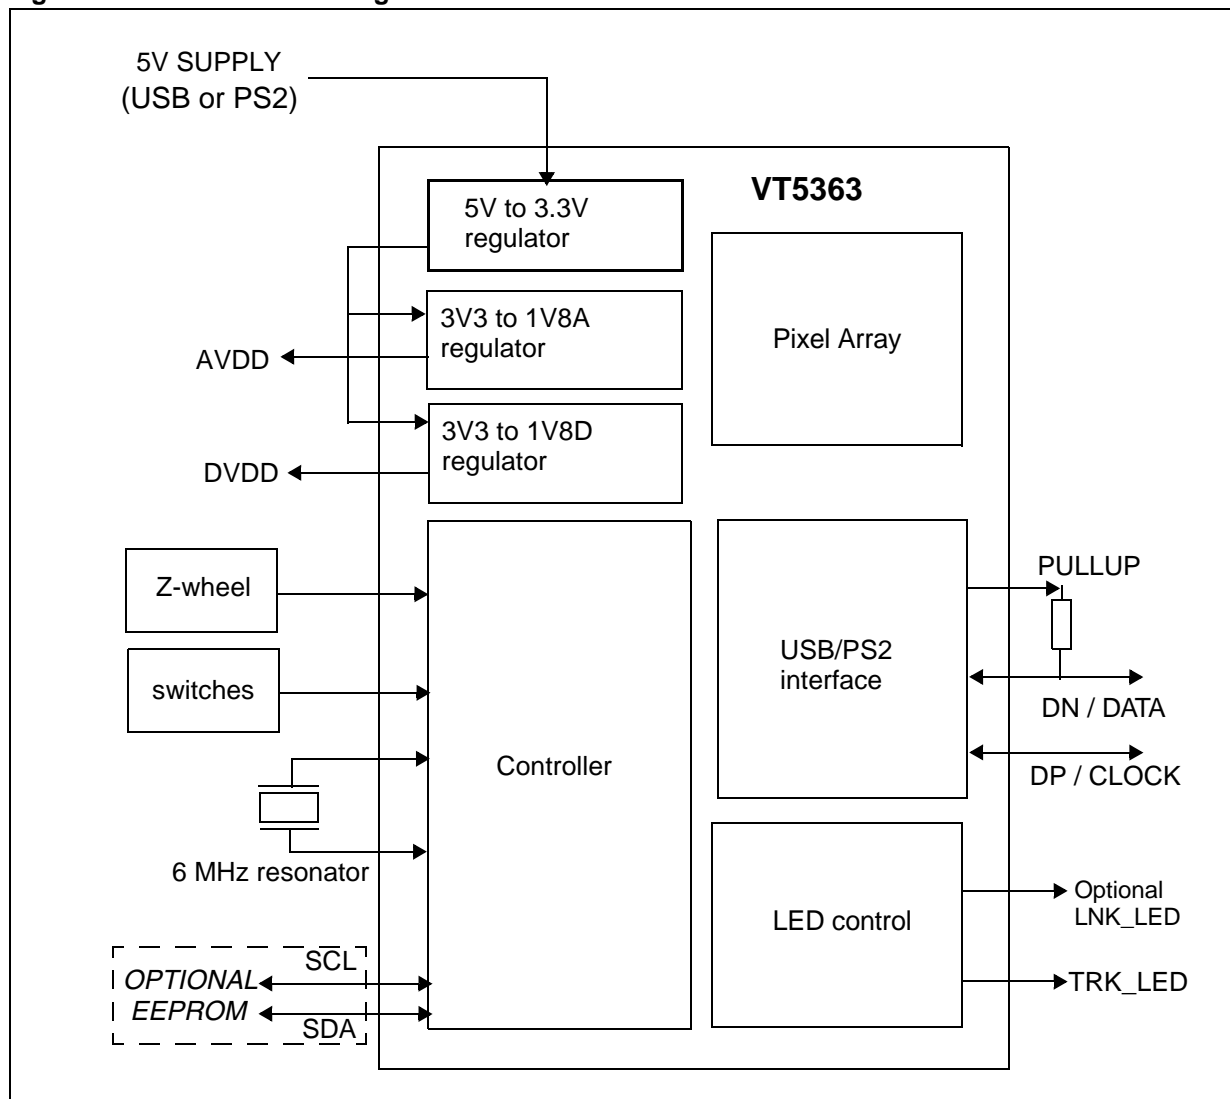 5V SUPPLY
(USB or PS2)
VT5363
5V to 3.3V
regulator
3V3 to 1V8A
regulator
AVDD
Pixel Array
3V3 to 1V8D
regulator
DVDD
Z-wheel
switches
6 MHz resonator
Controller
USB/PS2
interface
PULLUP
DN / DATA
DP / CLOCK
LED control
Optional
LNK_LED
TRK_LED
OPTIONAL
EEPROM
SCL
SDA